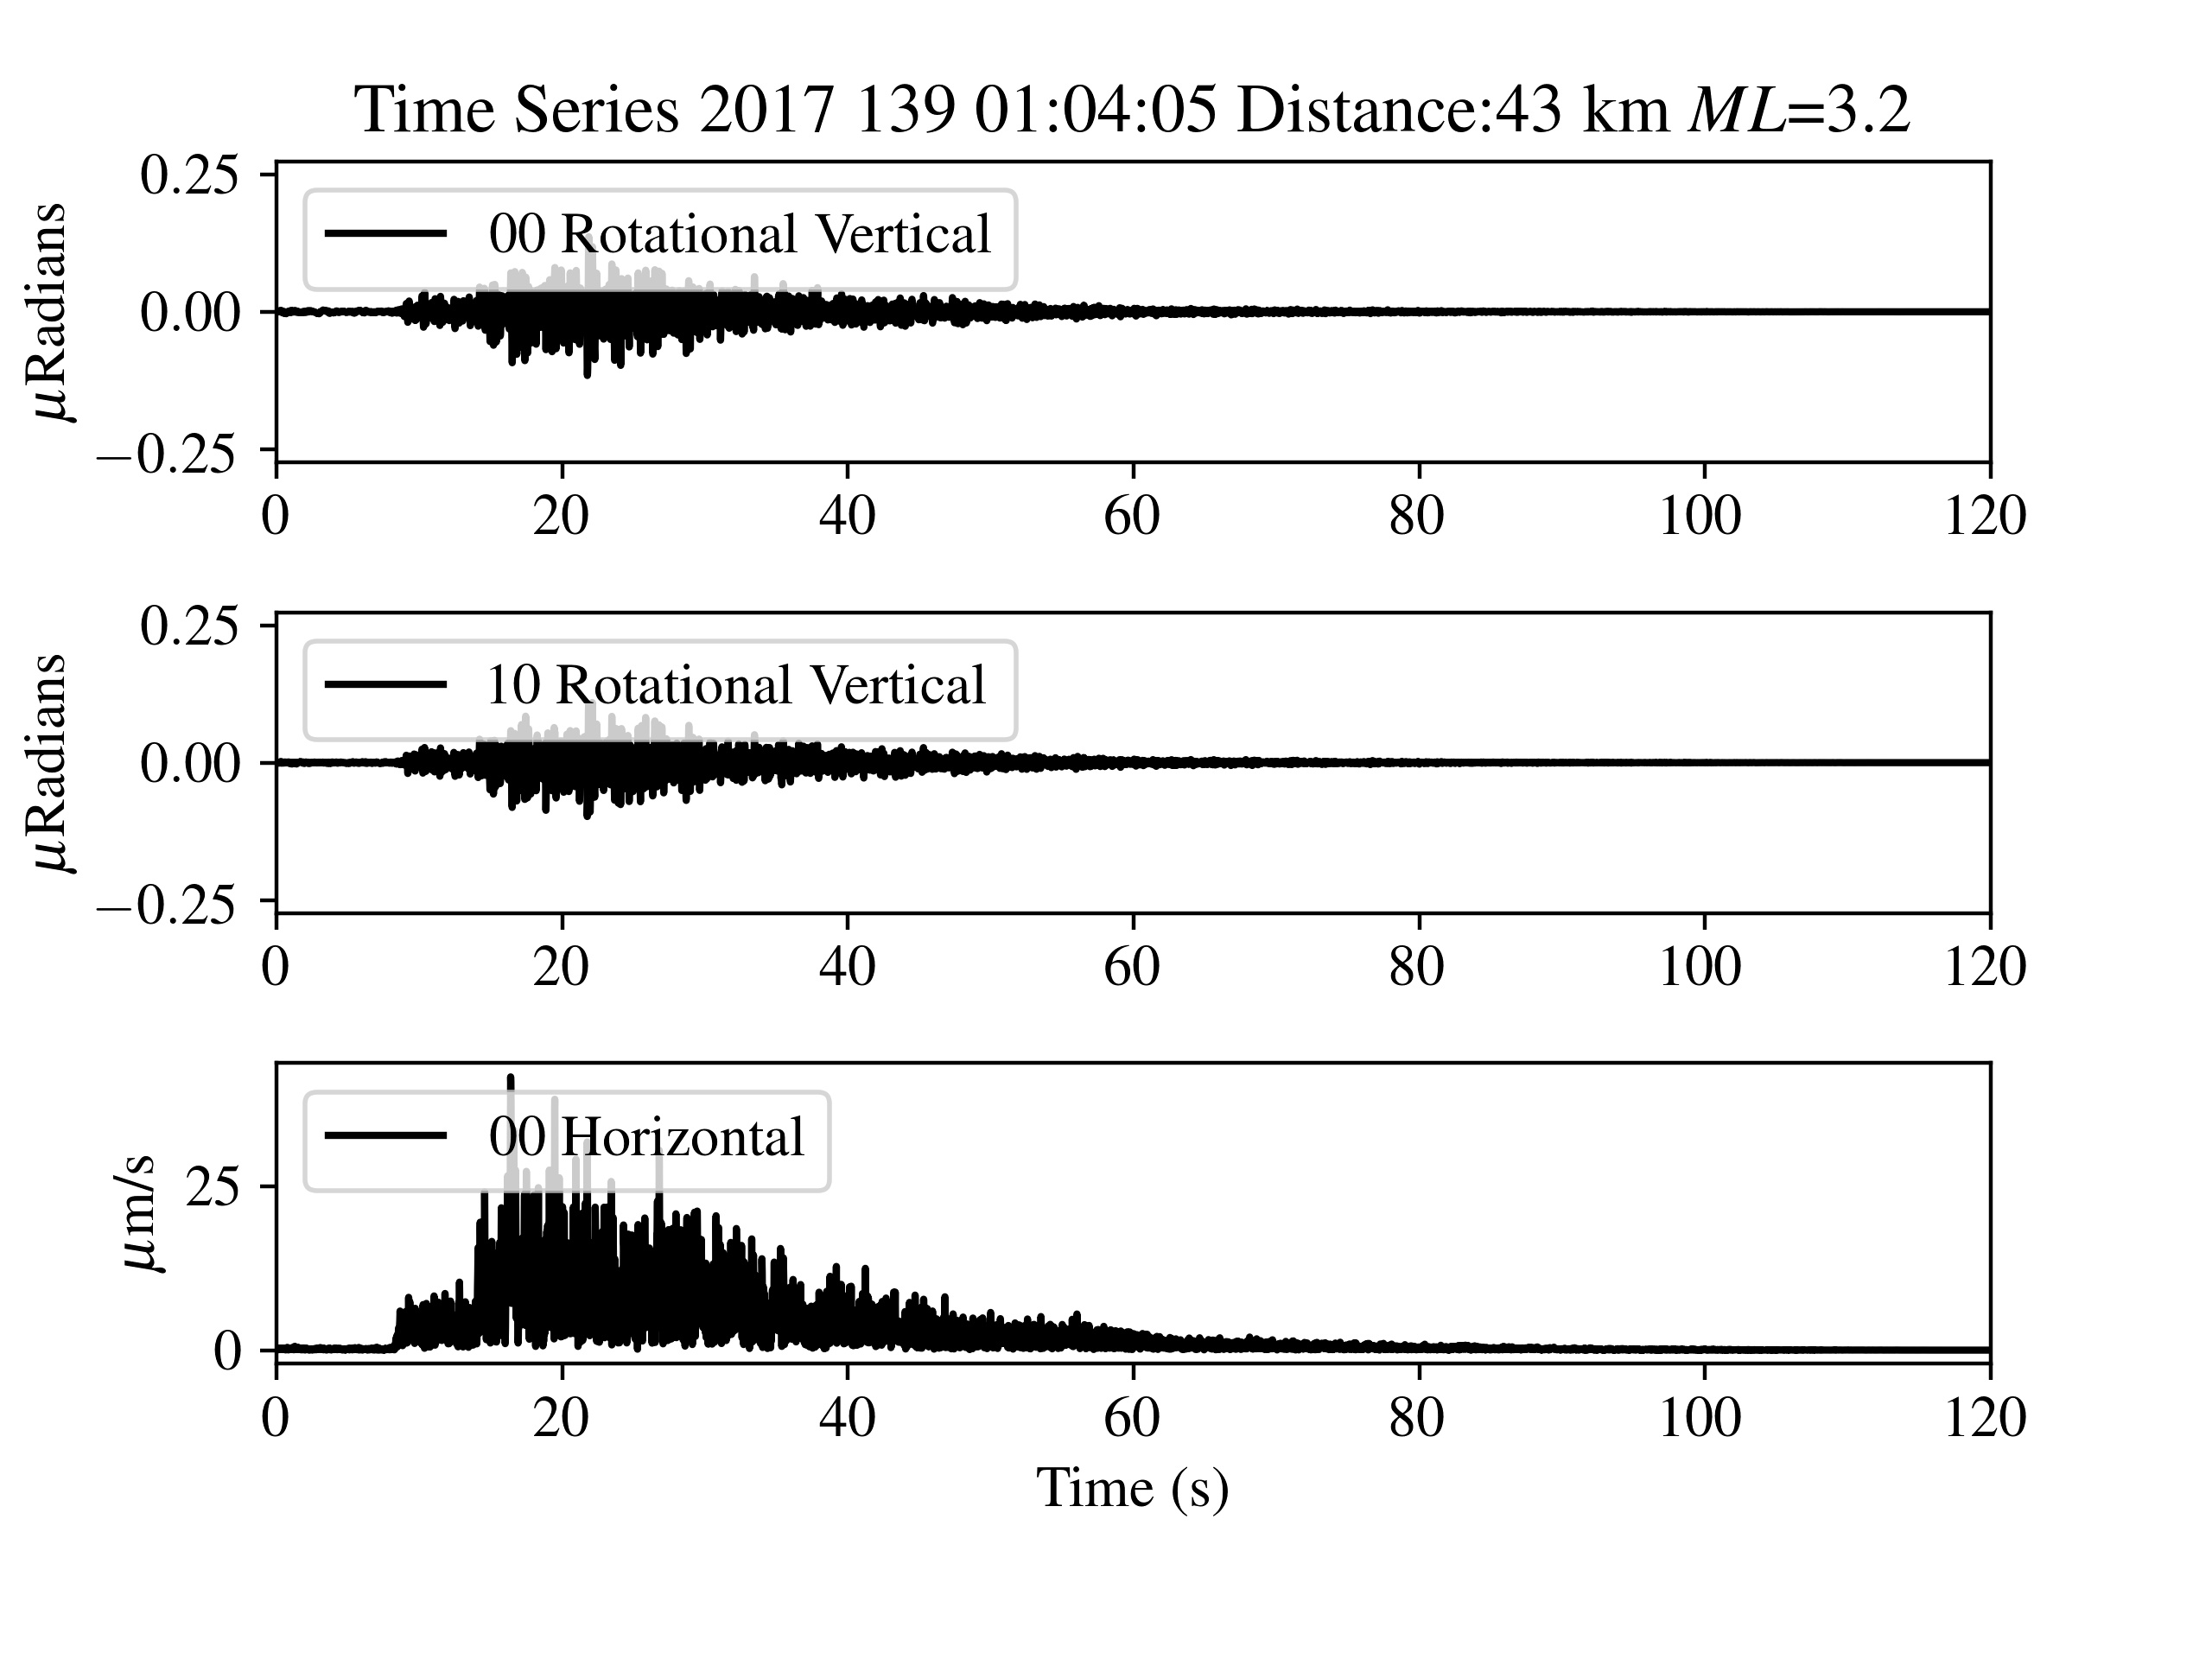 Time Series 2017 139 01:04:05 Distance:43 km ML=3.2
0.25
00 Rotational Vertical
μRadians
0.00
−0.25
0 20 40 60 80 100 120
0.25
10 Rotational Vertical
μRadians
0.00
−0.25
0 20 40 60 80 100 120
00 Horizontal
μm/s
25
0
0 20 40 60 80 100 120
Time (s)